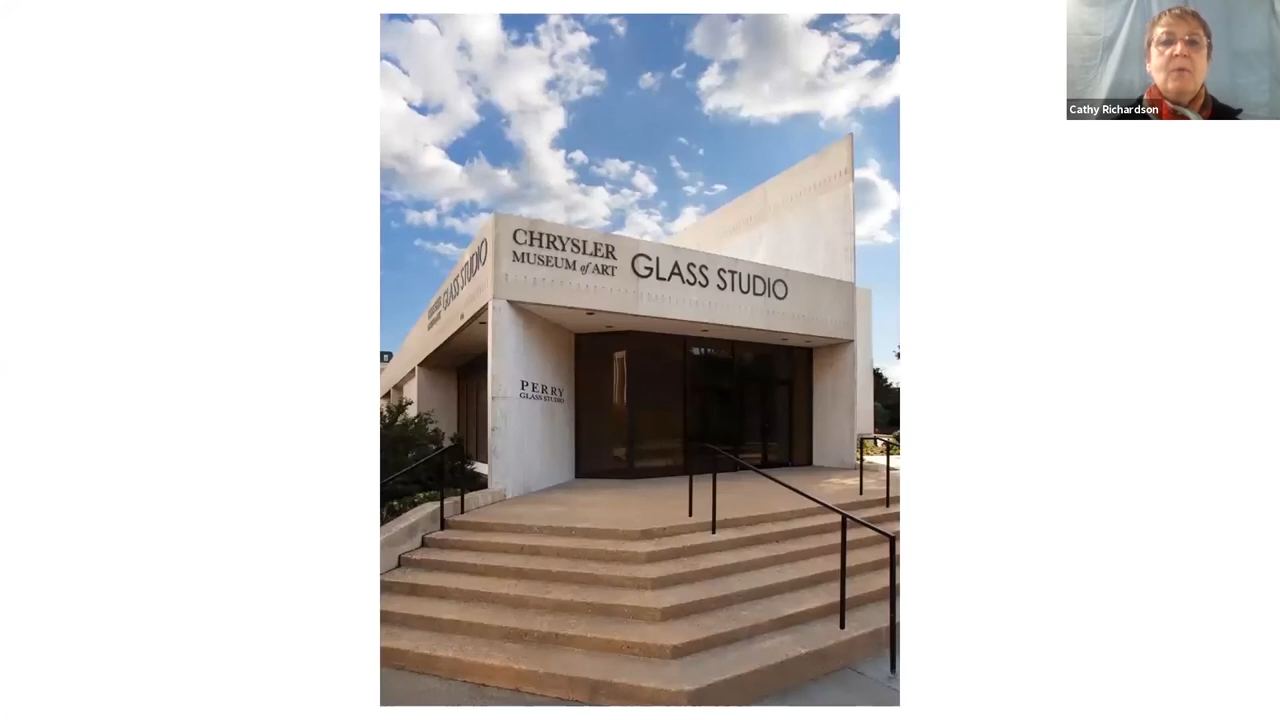 CHRYSLER
MUSEUM of ART
GLASS STUDIO
GLASS STUDIO
PERRY
GLASS STUDIO
Cathy Richardson